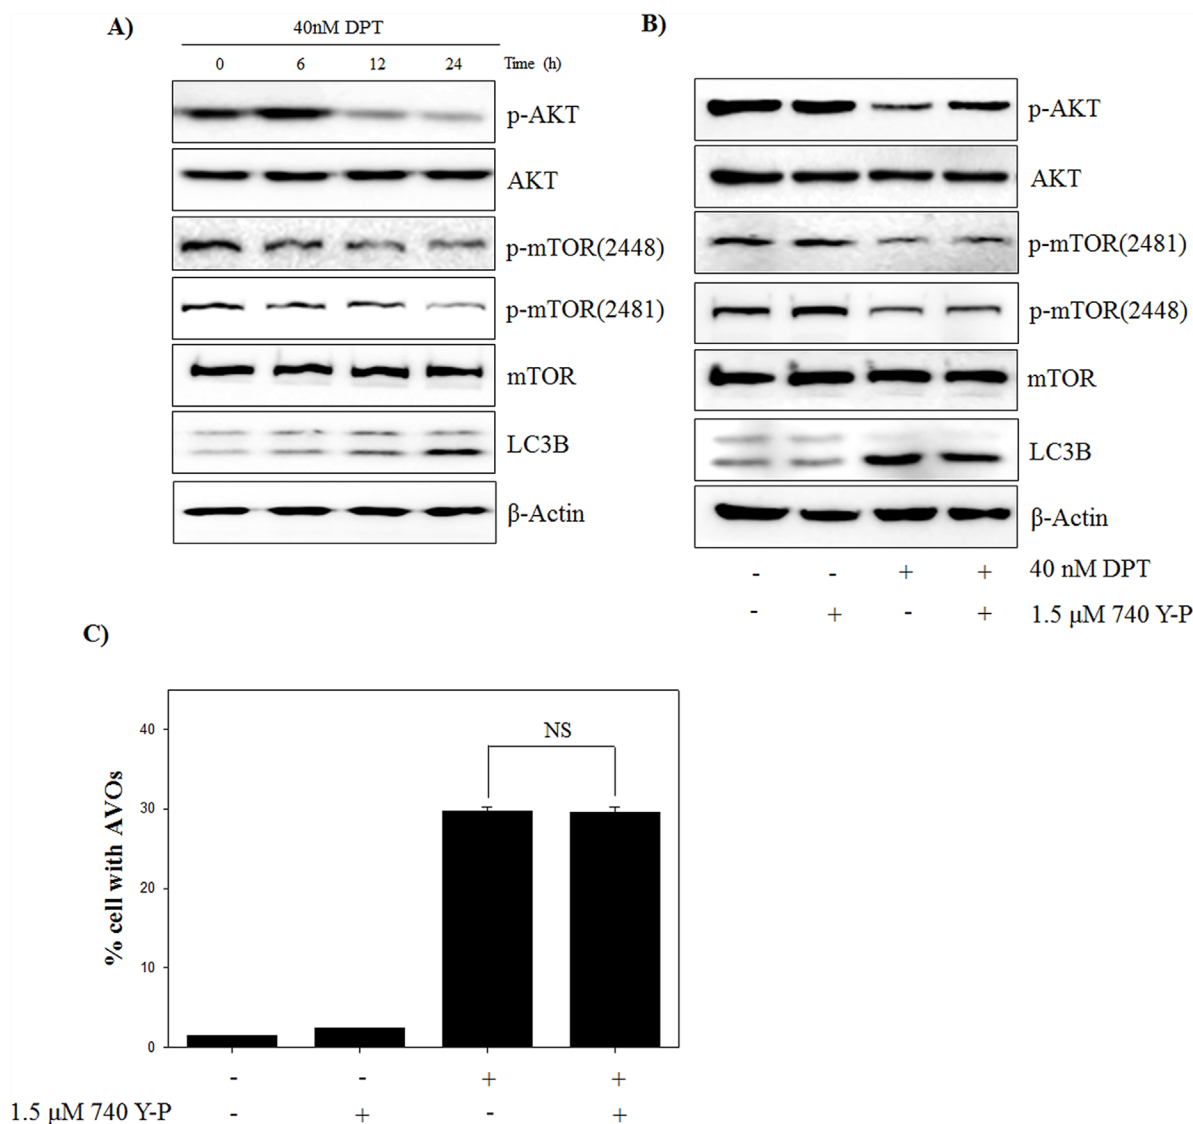 A)
40nM DPT
0 6 12 24 Time (h)
p-AKT
AKT
p-mTOR(2448)
p-mTOR(2481)
mTOR
LC3B
β-Actin
B)
p-AKT
AKT
p-mTOR(2481)
p-mTOR(2448)
mTOR
LC3B
β-Actin
- - + + 40 nM DPT
- + - + 1.5 μM 740 Y-P
C)
% cell with AVOs
40
30
20
10
0
NS
- - + +
1.5 μM 740 Y-P - + - +